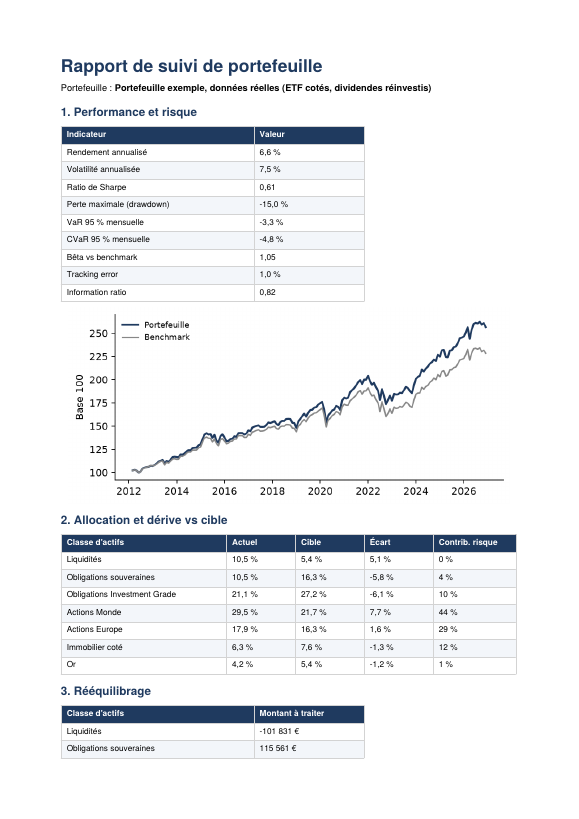 Rapport de suivi de portefeuille
Portefeuille : Portefeuille exemple, données réelles (ETF cotés, dividendes réinvestis)
1. Performance et risque
Indicateur Valeur
Rendement annualisé 6,6 %
Volatilité annualisée 7,5 %
Ratio de Sharpe 0,61
Perte maximale (drawdown) -15,0 %
VaR 95 % mensuelle -3,3 %
CVaR 95 % mensuelle -4,8 %
Bêta vs benchmark 1,05
Tracking error 1,0 %
Information ratio 0,82
Portefeuille
Benchmark
Base 100
250
225
200
175
150
125
100
2012 2014 2016 2018 2020 2022 2024 2026
2. Allocation et dérive vs cible
Classe d'actifs Actuel Cible Écart Contrib. risque
Liquidités 10,5 % 5,4 % 5,1 % 0 %
Obligations souveraines 10,5 % 16,3 % -5,8 % 4 %
Obligations Investment Grade 21,1 % 27,2 % -6,1 % 10 %
Actions Monde 29,5 % 21,7 % 7,7 % 44 %
Actions Europe 17,9 % 16,3 % 1,6 % 29 %
Immobilier coté 6,3 % 7,6 % -1,3 % 12 %
Or 4,2 % 5,4 % -1,2 % 1 %
3. Rééquilibrage
Classe d'actifs Montant à traiter
Liquidités -101 831 €
Obligations souveraines 115 561 €